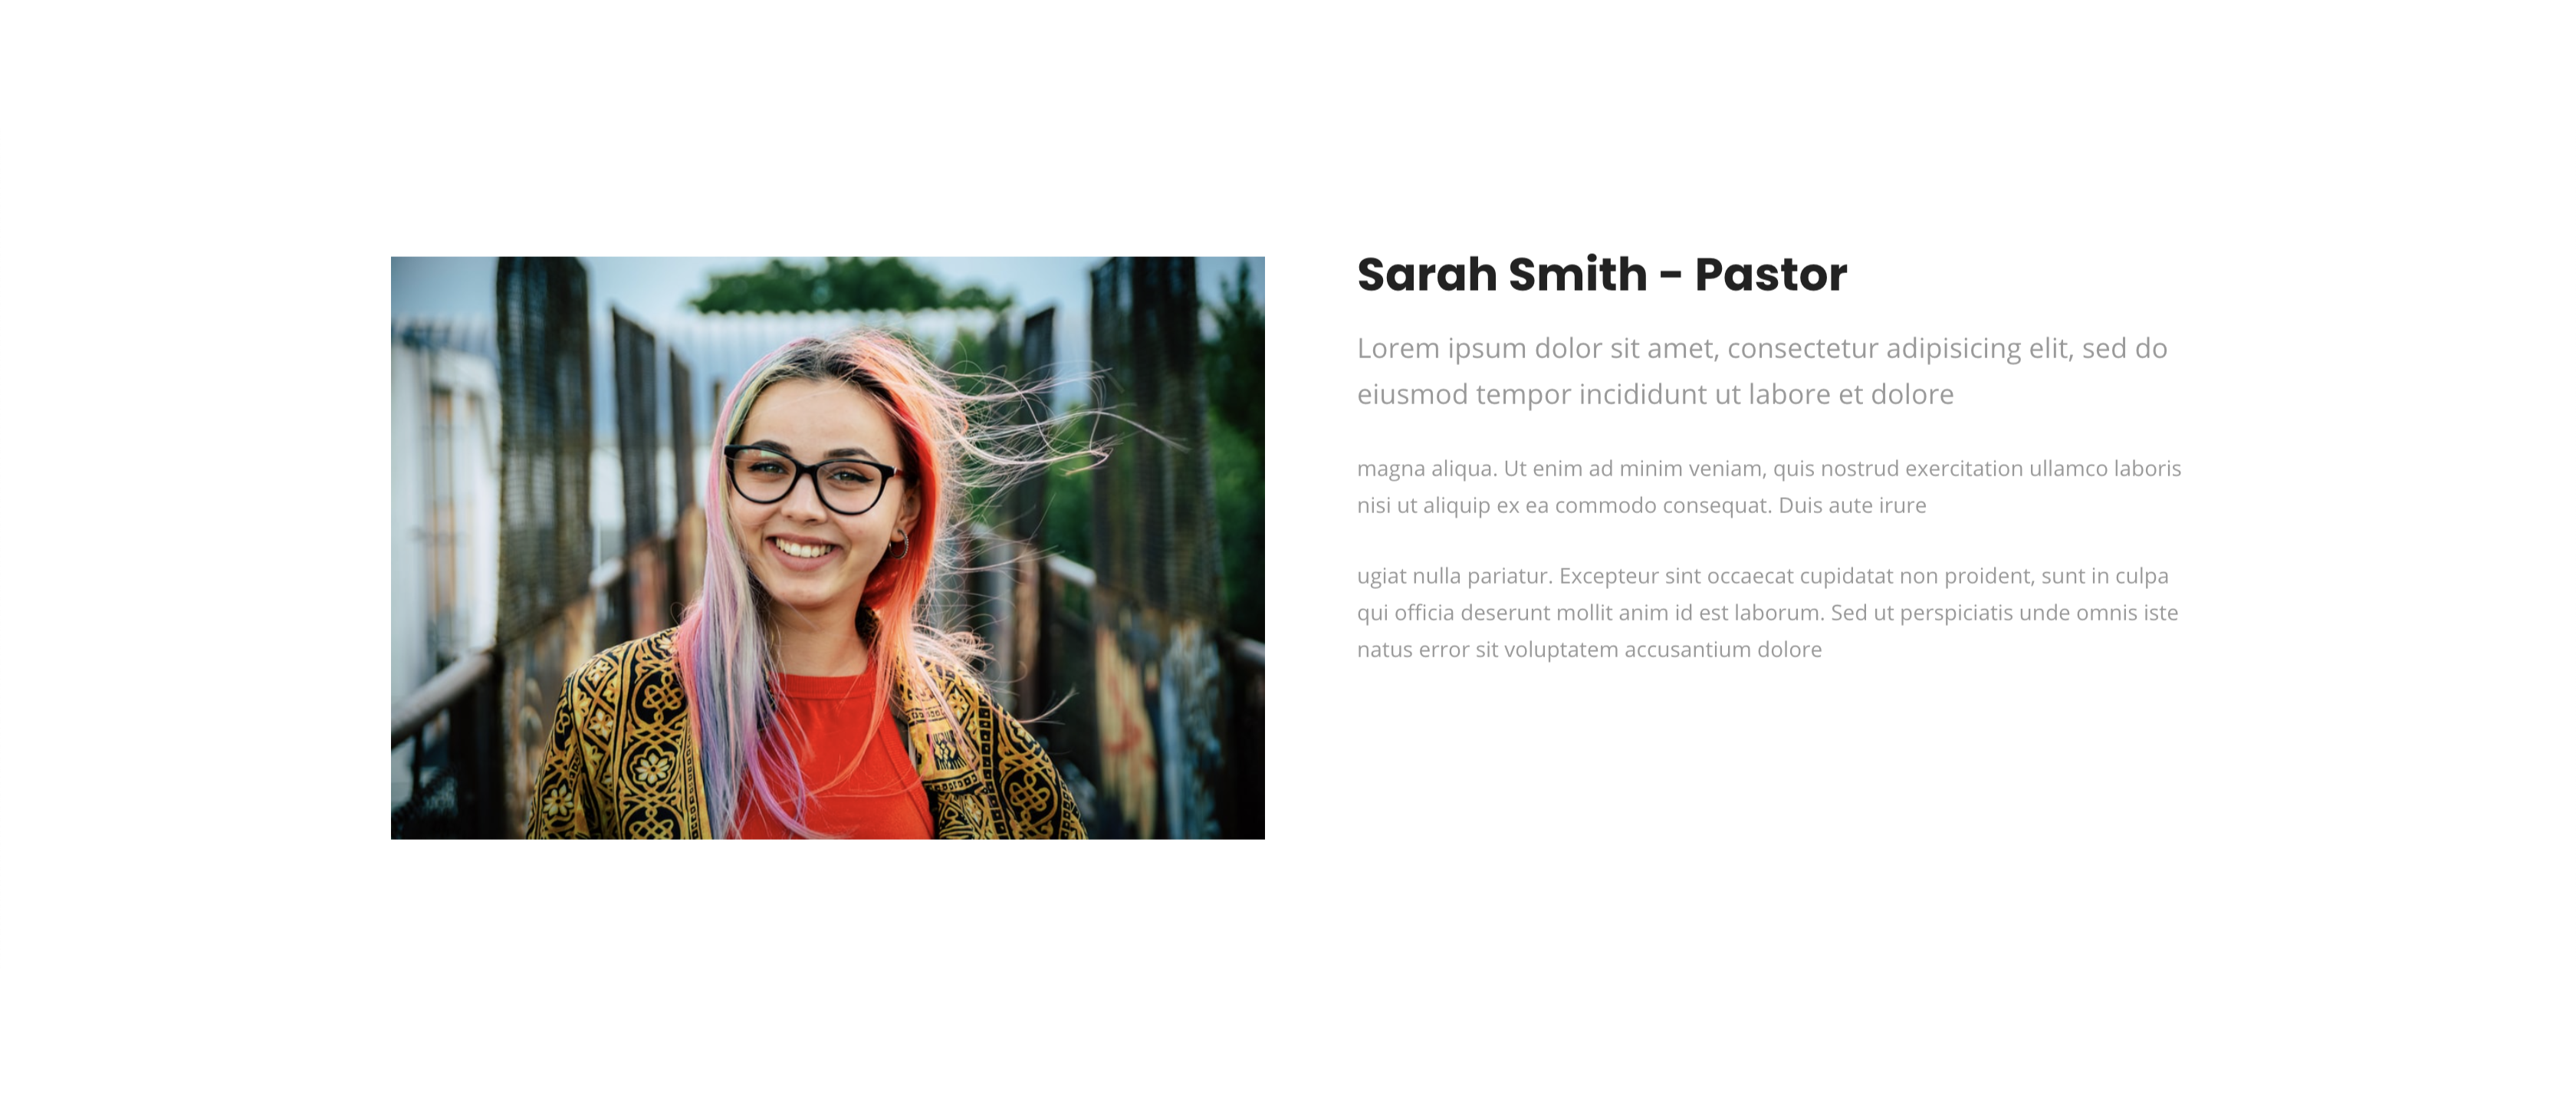 Sarah Smith - Pastor
Lorem ipsum dolor sit amet, consectetur adipisicing elit, sed do
eiusmod tempor incididunt ut labore et dolore
magna aliqua. Ut enim ad minim veniam, quis nostrud exercitation ullamco laboris
nisi ut aliquip ex ea commodo consequat. Duis aute irure
ugiat nulla pariatur. Excepteur sint occaecat cupidatat non proident, sunt in culpa
qui officia deserunt mollit anim id est laborum. Sed ut perspiciatis unde omnis iste
natus error sit voluptatem accusantium dolore